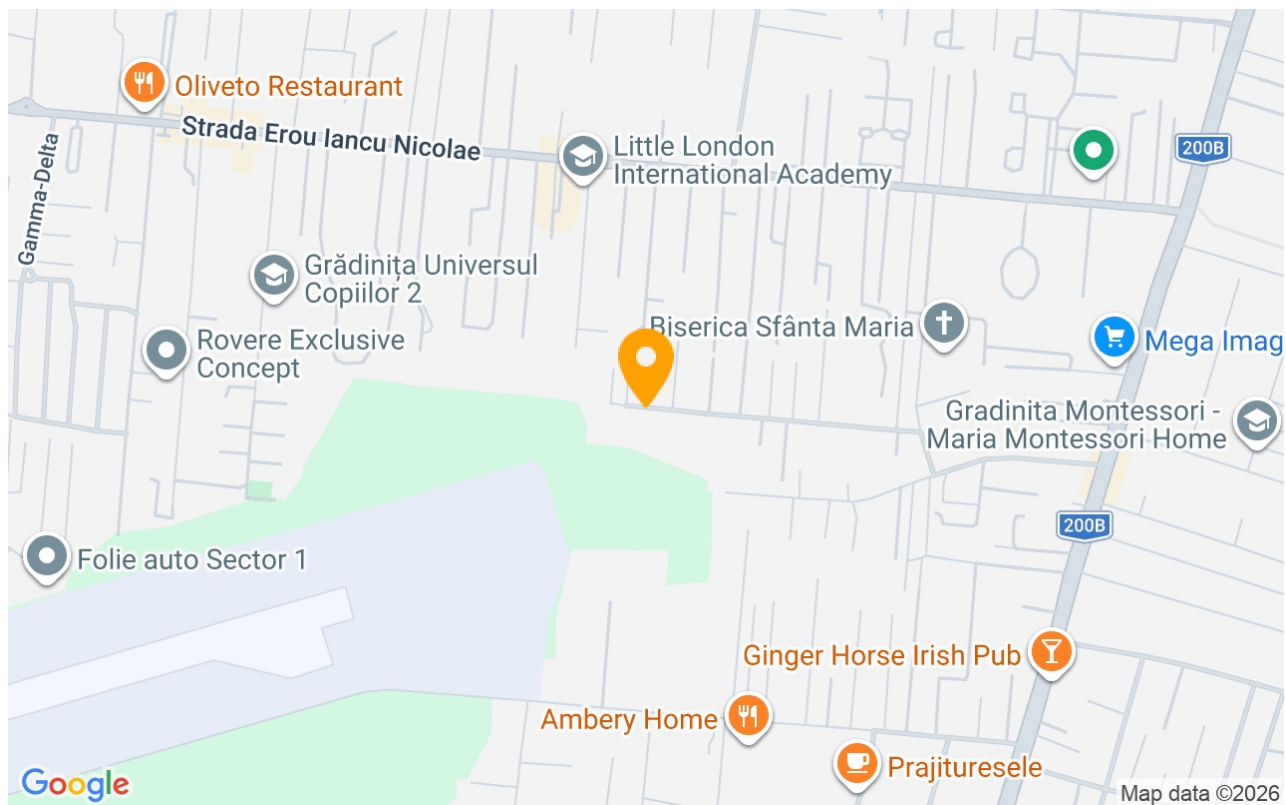 Oliveto Restaurant
Strada Erou Iancu Nicolae
Little London
International Academy
200B
Gamma-Delta
Grădinița Universul
Copiilor 2
Biserica Sfânta Maria
Rovere Exclusive
Concept
Mega Imag
Gradinita Montessori -
Maria Montessori Home
200B
Folie auto Sector 1
Ginger Horse Irish Pub
Ambery Home
Prajituresele
Google
Map data ©2026